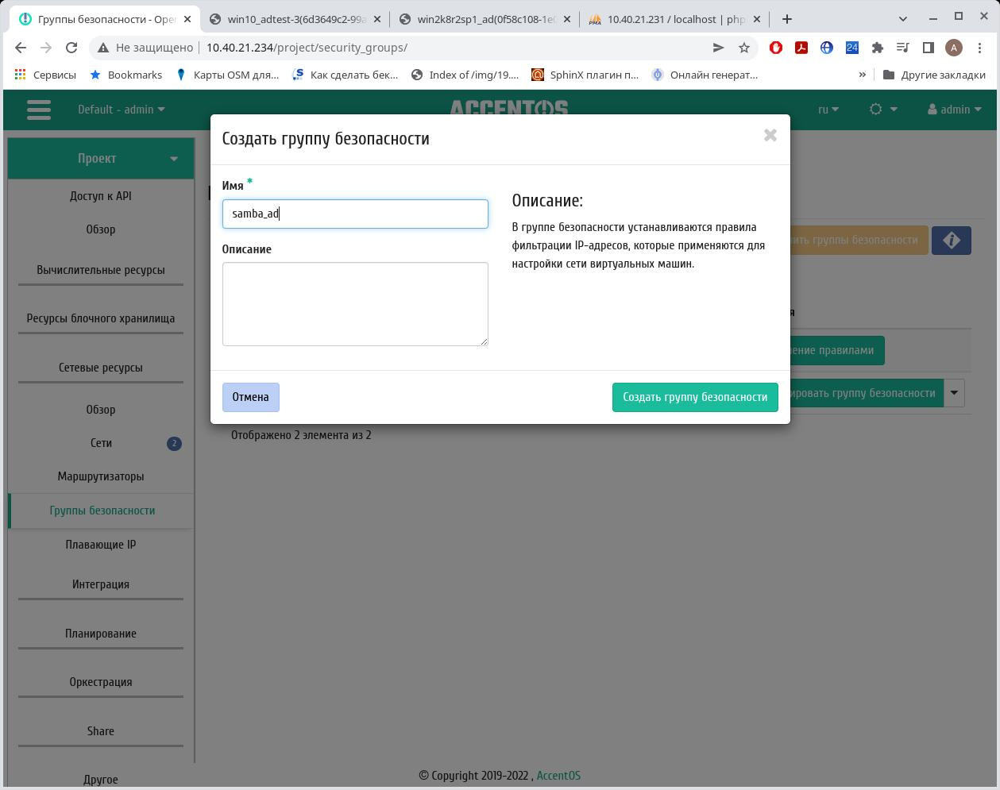 Группы безопасности - Ope
win10_adtest-3(6d3649c2-99a
win2k8r2sp1_ad(0f58c108-1e0
10.40.21.231 / localhost | php
Не защищено
10.40.21.234/project/security_groups/
24
A
Сервисы
Bookmarks
Карты OSM для...
Как сделать бек...
Index of /img/19....
SphinX плагин п...
Онлайн генерат...
»
Другие закладки
Default - admin
ACCENTOS
ru
admin
Создать группу безопасности
Проект
Доступ к API
Обзор
Вычислительные ресурсы
Ресурсы блочного хранилища
Сетевые ресурсы
Обзор
Сети
2
Маршрутизаторы
Группы безопасности
Плавающие IP
Интеграция
Планирование
Оркестрация
Share
Другое
Имя *
samba_ad
Описание
Описание:
В группе безопасности устанавливаются правила
фильтрации IP-адресов, которые применяются для
настройки сети виртуальных машин.
Отмена
Создать группу безопасности
ить группы безопасности
я
ение правилами
ировать группу безопасности
Отображено 2 элемента из 2
© Copyright 2019-2022 , AccentOS